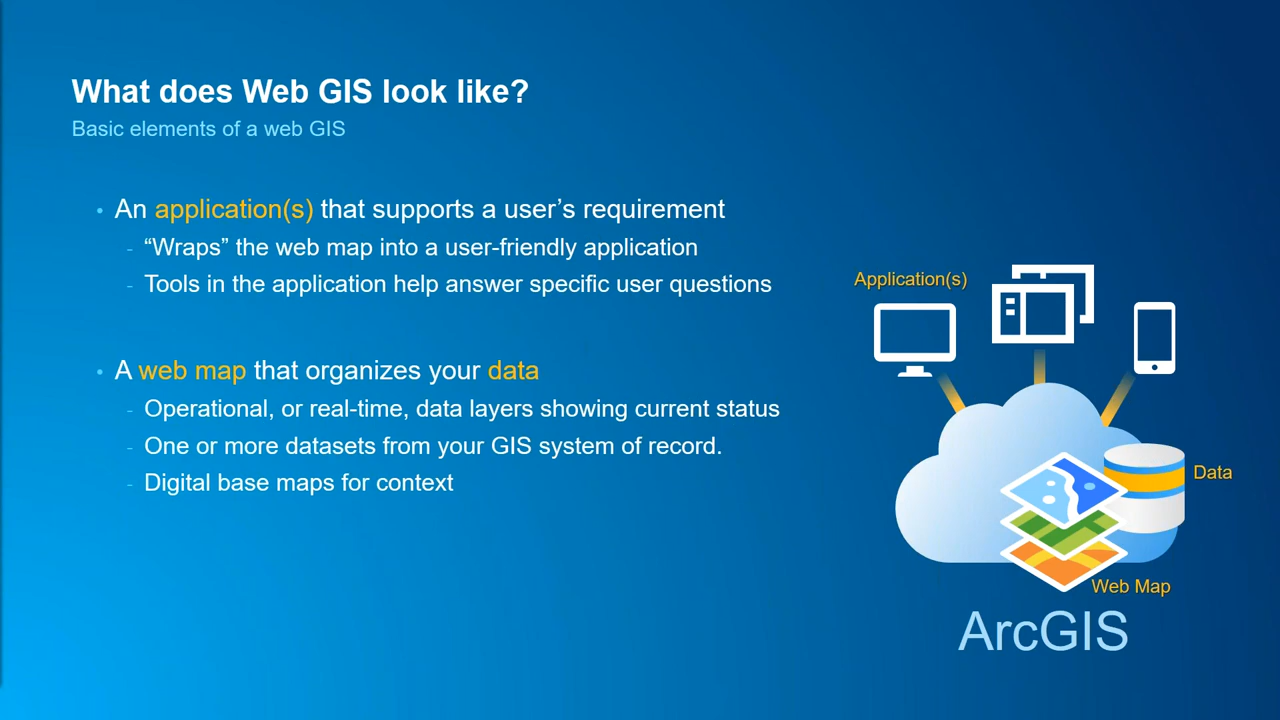 What does Web GIS look like?
Basic elements of a web GIS
• An application(s) that supports a user’s requirement
- “Wraps” the web map into a user-friendly application
- Tools in the application help answer specific user questions
• A web map that organizes your data
- Operational, or real-time, data layers showing current status
- One or more datasets from your GIS system of record.
- Digital base maps for context
Application(s)
Data
Web Map
ArcGIS